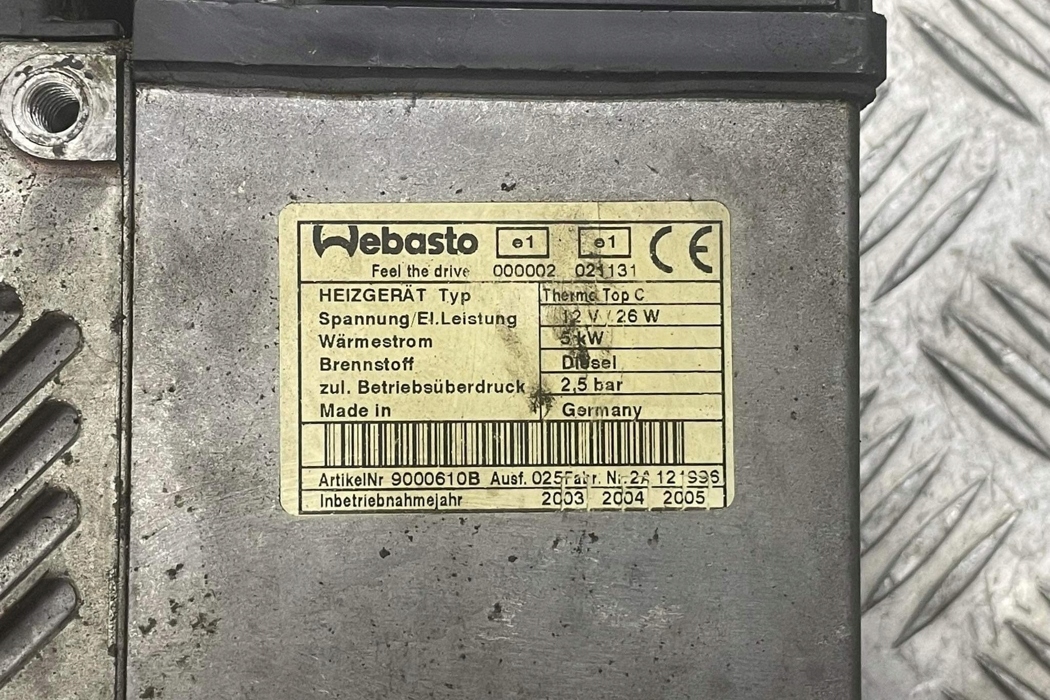 Webasto e1 e1 CE
Feel the drive 000002 021131
HEIZGERÄT Typ Thermo Top C
Spannung/El.Leistung 12 V / 26 W
Wärmestrom 5 kW
Brennstoff Diesel
zul. Betriebsüberdruck 2,5 bar
Made in Germany
ArtikelNr 9000610B Ausf. 025 Fabr. Nr.
Inbetriebnahmejahr 2003 2004 2005